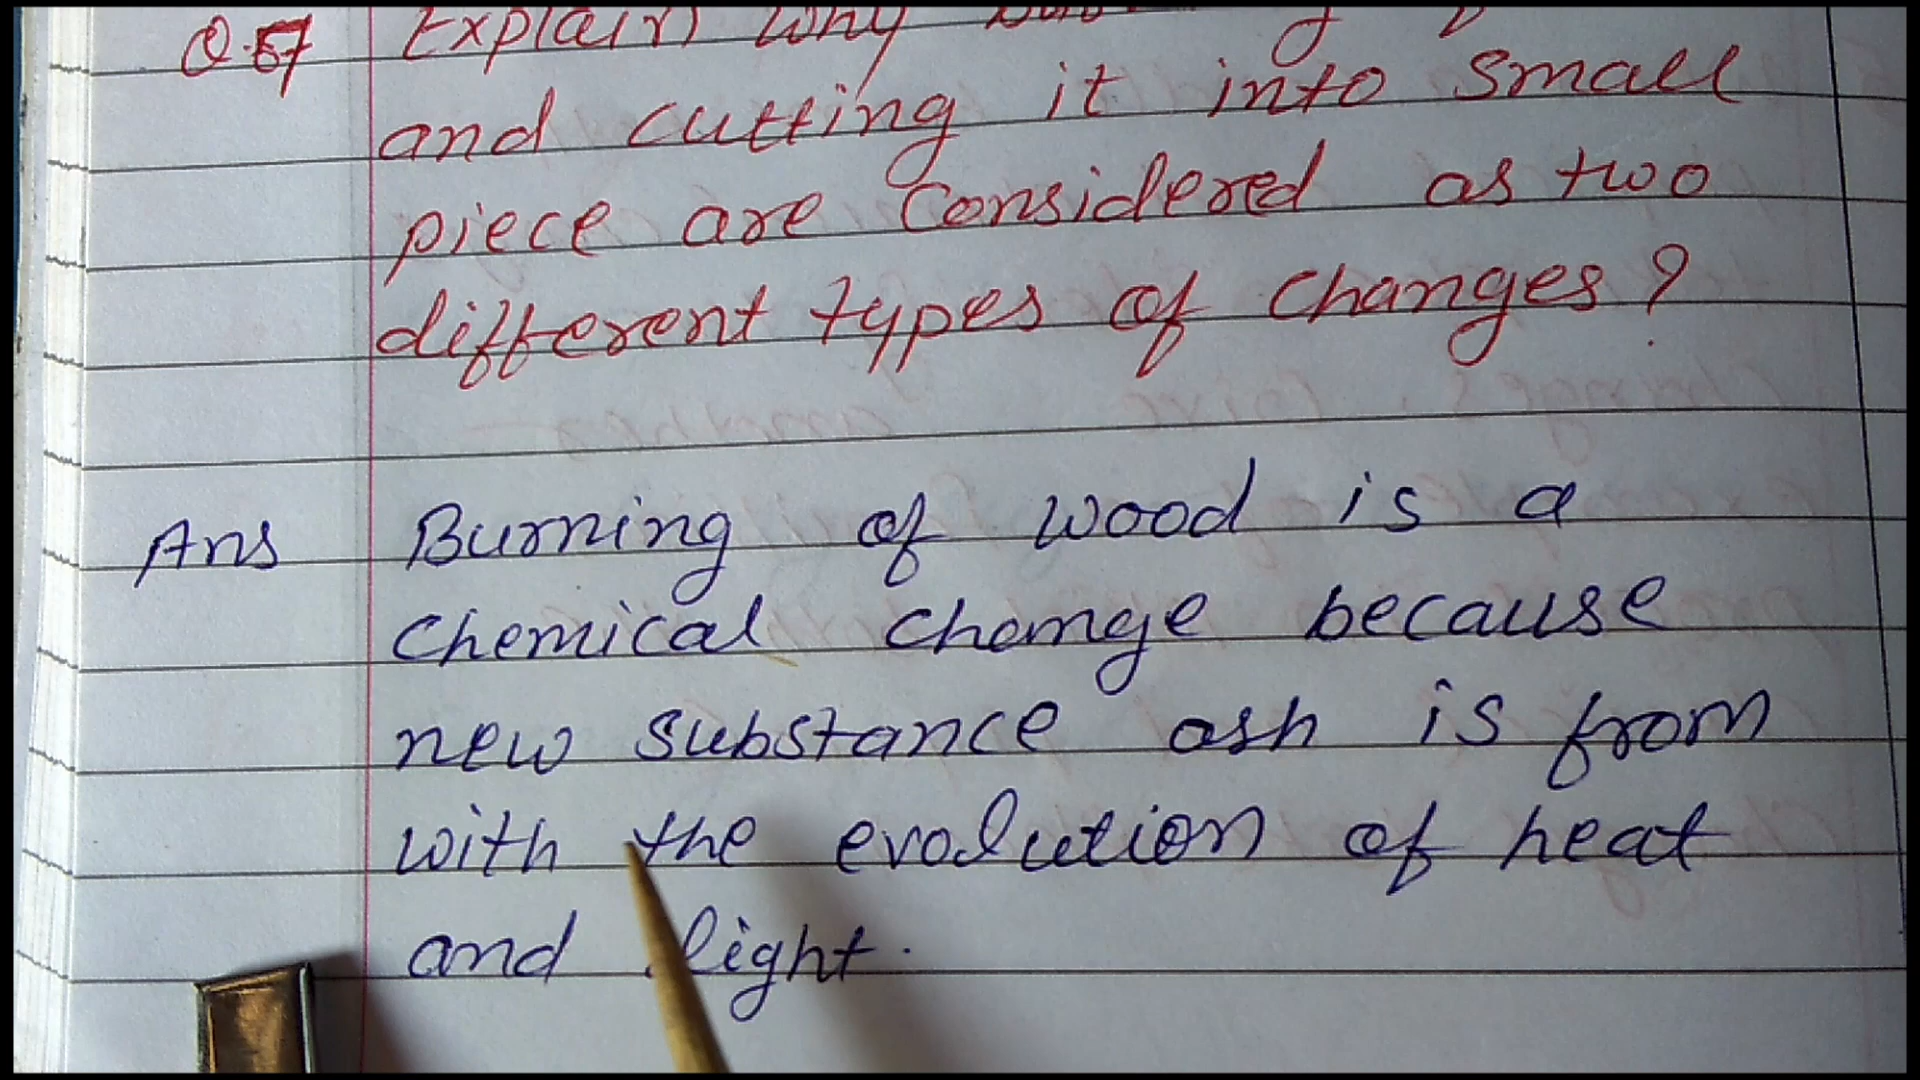 Q.57 Explain why
and cutting it into small
piece are considered as two
different types of changes?
Ans Burning of wood is a
chemical change because
new substance ash is from
with the evolution of heat
and light.